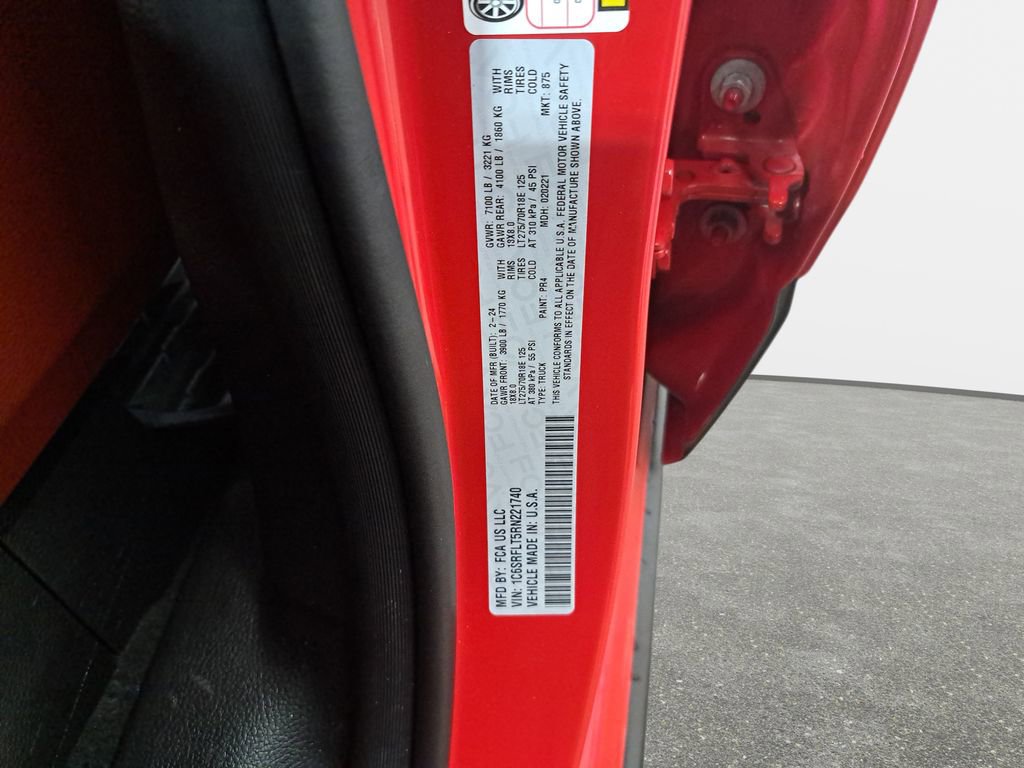 MFD BY: FCA US LLC
VIN: 1C6SRFLT5RN221740
VEHICLE MADE IN: U.S.A.
DATE OF MFR (BUILT): 2-24 GVWR: 7100 LB / 3221 KG
GAWR FRONT: 3900 LB / 1770 KG WITH GAWR REAR: 4100 LB / 1860 KG WITH
18X8.0 RIMS 18X8.0 RIMS
LT275/70R18E 125 TIRES LT275/70R18E 125 TIRES
AT 380 kPa / 55 PSI COLD AT 310 kPa / 45 PSI COLD
TYPE: TRUCK PAINT: PR4 MDH: 020221 MKT: 875
THIS VEHICLE CONFORMS TO ALL APPLICABLE U.S.A. FEDERAL MOTOR VEHICLE SAFETY
STANDARDS IN EFFECT ON THE DATE OF MANUFACTURE SHOWN ABOVE.